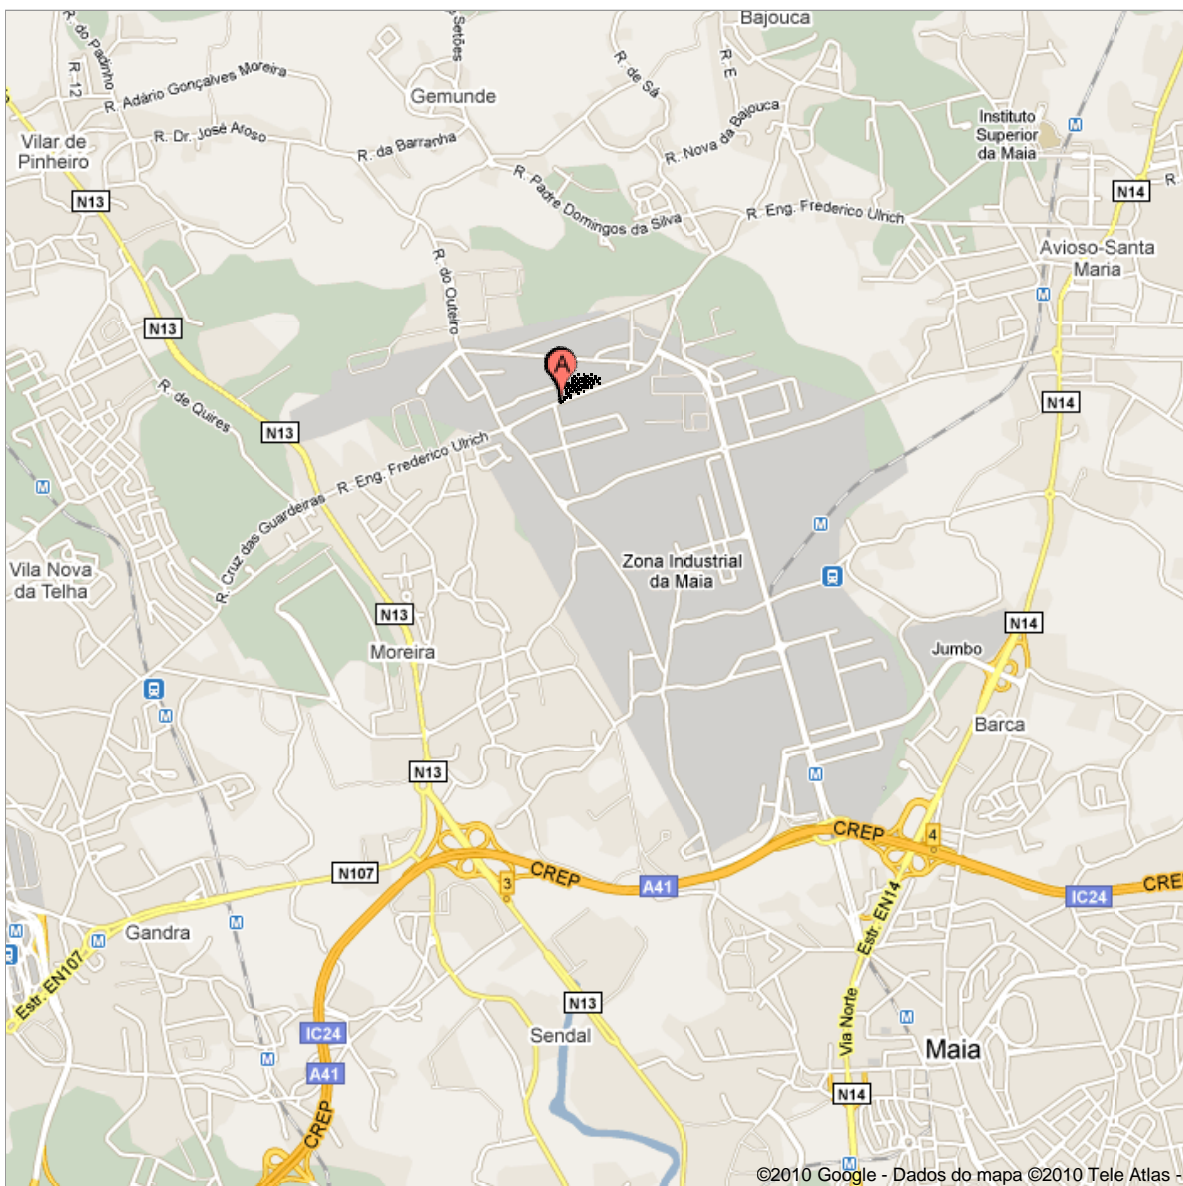 R. do Padinho
R. 12
R. Adário Gonçalves Moreira
Gemunde
Setões
R. de Sá
R. E
Bajouca
R. Nova da Bajouca
Instituto
Superior
da Maia
M
Vilar de
Pinheiro
R. Dr. José Afoso
R. da Barranha
R. Padre Domingos da Silva
R. Eng. Frederico Ulrich
N14
R.
N13
Avioso-Santa
Maria
M
R. do Outeiro
N13
A
R. de Quires
N14
N13
R. Eng. Frederico Ulrich
M
R. Cruz das Guardeiras
M
Vila Nova
da Telha
Zona Industrial
da Maia
N13
N14
Moreira
Jumbo
M
Barca
N13
M
CREP
4
N107
3
CREP
A41
IC24
CRE
Estr. EN14
M
M
M
Gandra
Estr. EN107
N13
IC24
Sendal
Via Norte
M
M
Maia
A41
N14
CREP
M
©2010 Google - Dados do mapa ©2010 Tele Atlas -